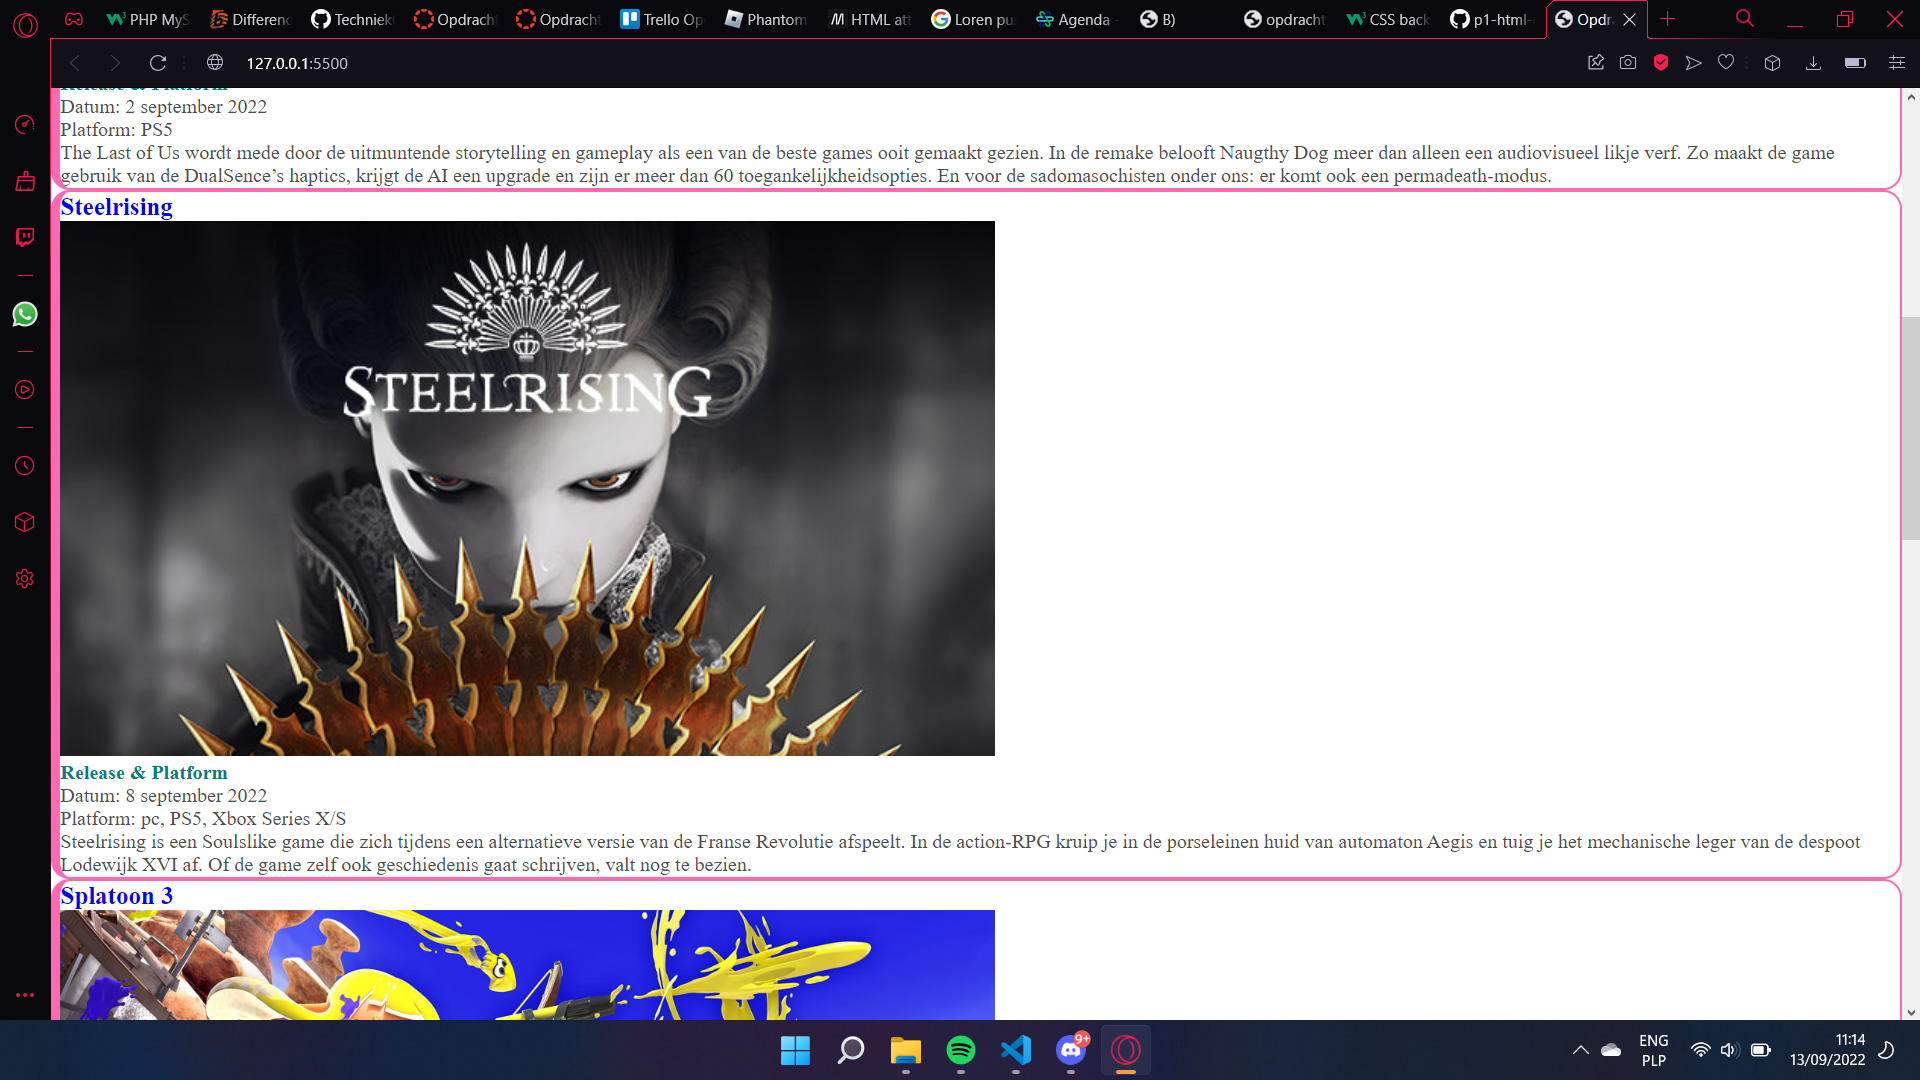 PHP MyS
Differenc
Techniek
Opdracht
Opdracht
Trello Op
Phantom
HTML att
Loren pu
Agenda -
B)
opdracht
CSS back
p1-html-
Opdr
127.0.0.1:5500
Release & Platform
Datum: 2 september 2022
Platform: PS5
The Last of Us wordt mede door de uitmuntende storytelling en gameplay als een van de beste games ooit gemaakt gezien. In de remake belooft Naugthy Dog meer dan alleen een audiovisueel likje verf. Zo maakt de game
gebruik van de DualSence’s haptics, krijgt de AI een upgrade en zijn er meer dan 60 toegankelijkheidsopties. En voor de sadomasochisten onder ons: er komt ook een permadeath-modus.
Steelrising
STEELRISING
Release & Platform
Datum: 8 september 2022
Platform: pc, PS5, Xbox Series X/S
Steelrising is een Soulslike game die zich tijdens een alternatieve versie van de Franse Revolutie afspeelt. In de action-RPG kruip je in de porseleinen huid van automaton Aegis en tuig je het mechanische leger van de despoot
Lodewijk XVI af. Of de game zelf ook geschiedenis gaat schrijven, valt nog te bezien.
Splatoon 3
9+
ENG
PLP
11:14
13/09/2022